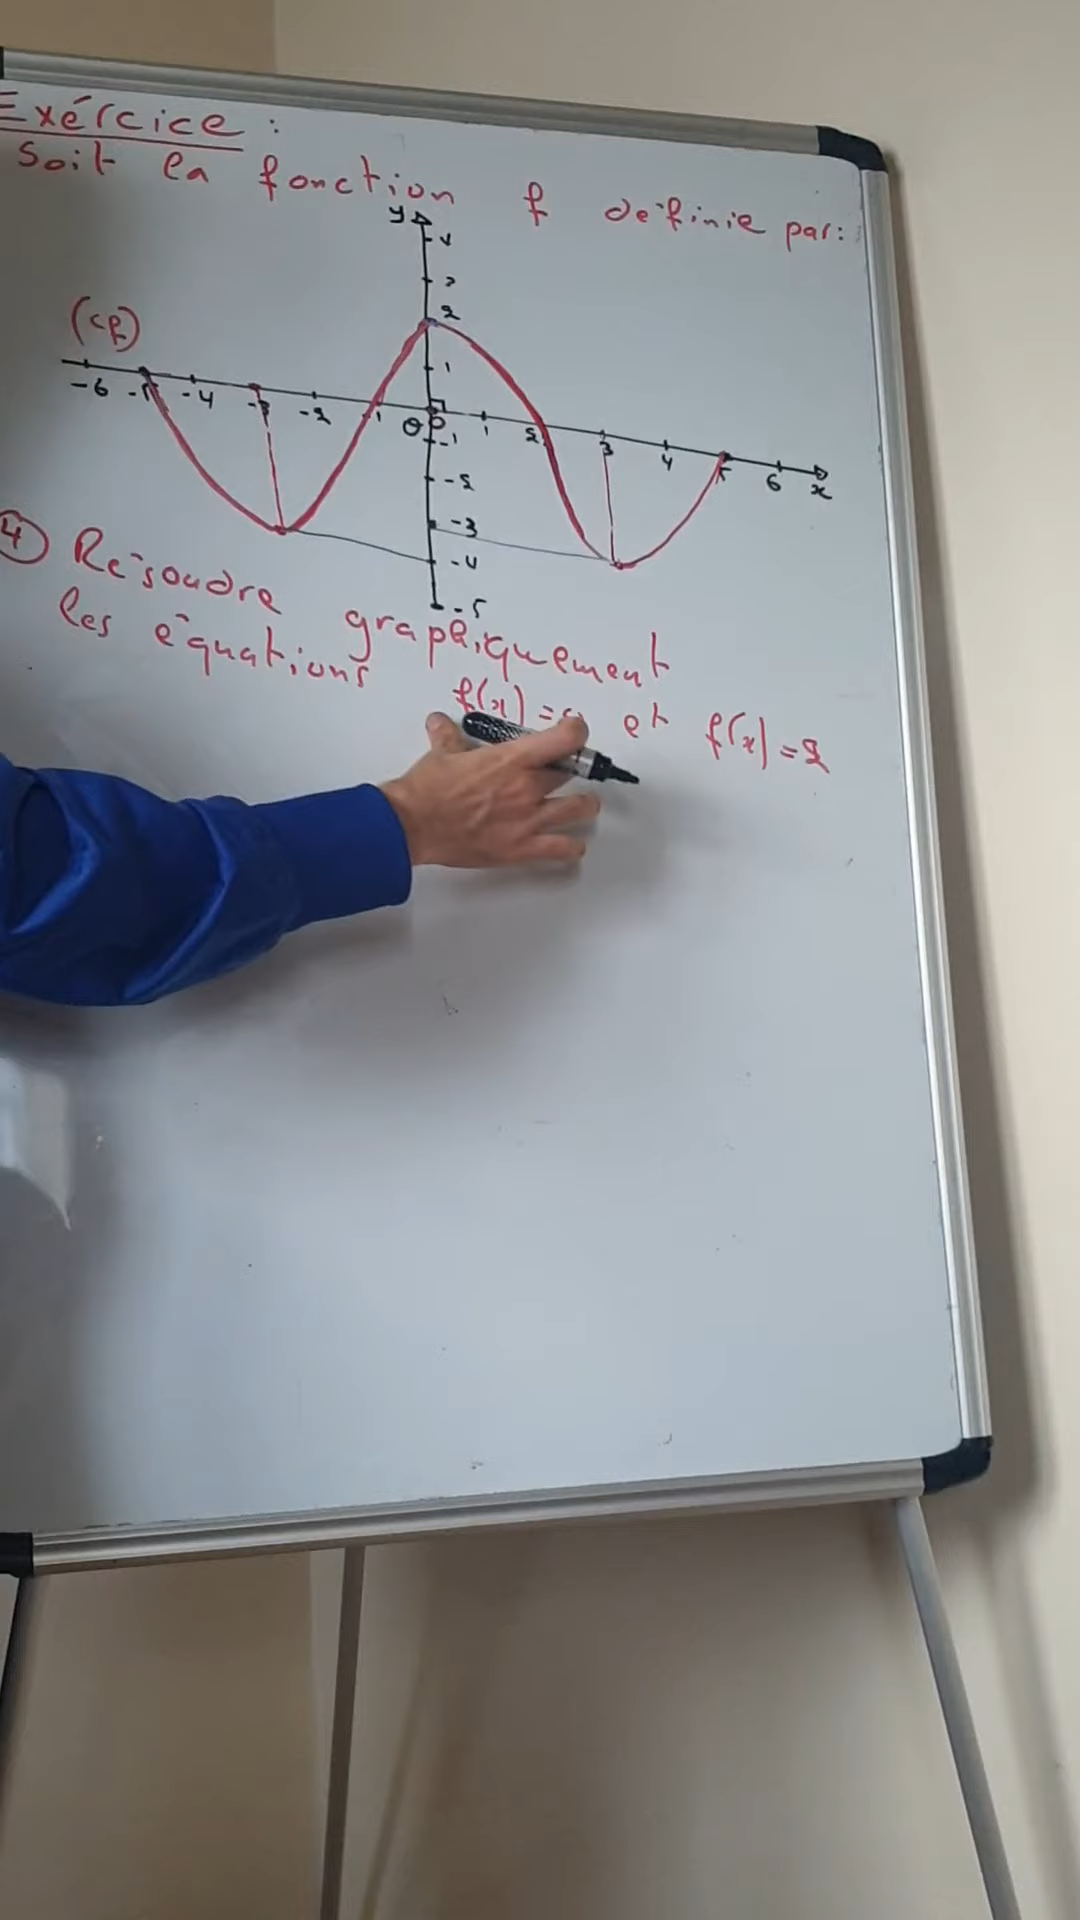 Exércice :
Soit la fonction f définie par :
y
4
3
2
(Cf)
1
-6 -5 -4 -3 -2 -1 O 1 2 3 4 5 6 x
-1
-2
-3
-4
-5
4 Résoudre graphiquement
les équations f(x) = et f(x) = 2